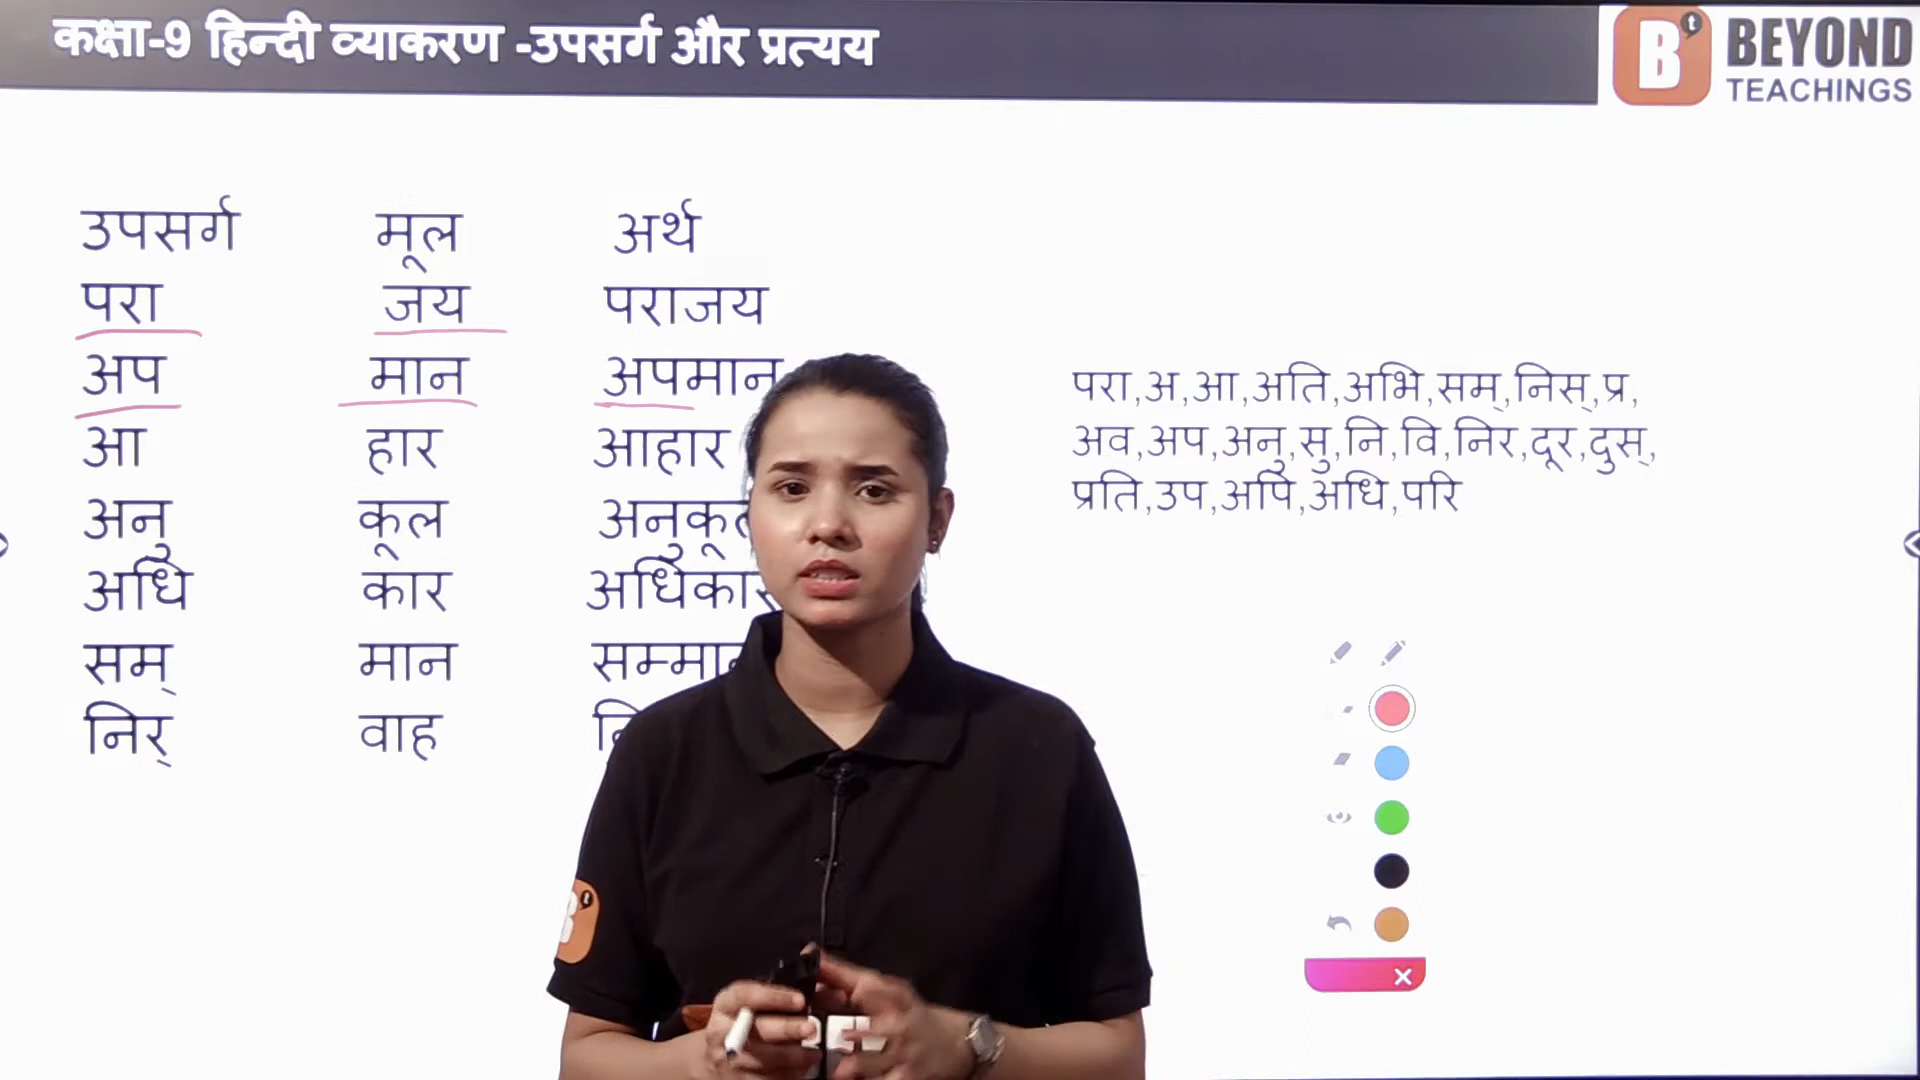 कक्षा-9 हिन्दी व्याकरण -उपसर्ग और प्रत्यय
BEYOND
TEACHINGS
उपसर्ग मूल अर्थ
परा जय पराजय
अप मान अपमान
आ हार आहार
अनु कूल
अधि कार
सम् मान
निर् वाह
परा,अ,आ,अति,अभि,सम्,निस्,प्र,
अव,अप,अनु,सु,नि,वि,निर,दूर,दुस्,
प्रति,उप,अपि,अधि,परि